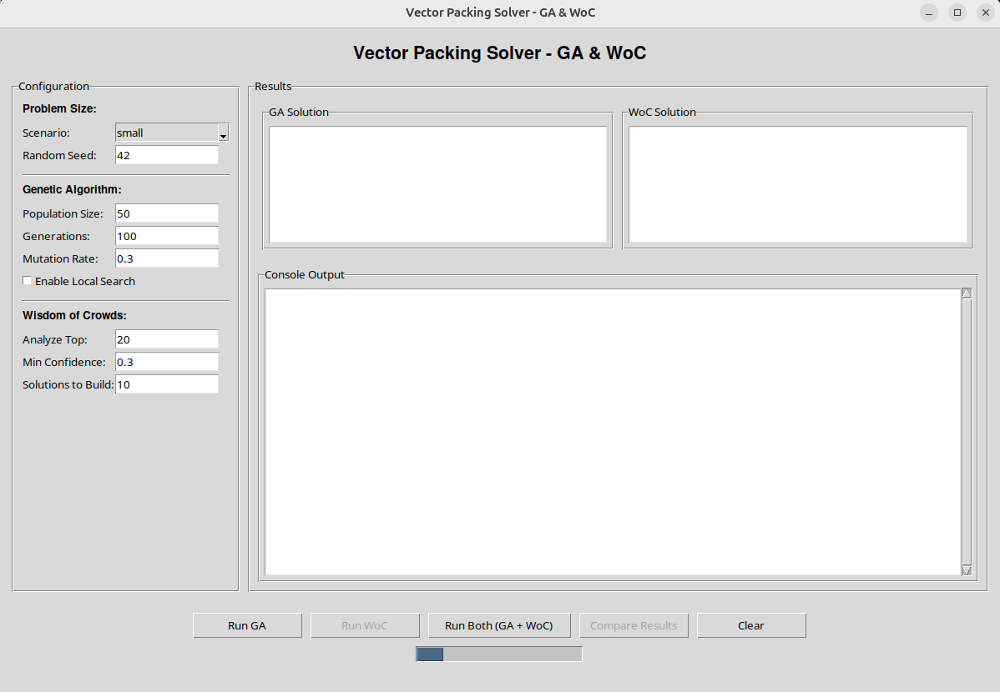 Vector Packing Solver - GA & WoC
Vector Packing Solver - GA & WoC
Configuration
Problem Size:
Scenario: small
Random Seed: 42
Genetic Algorithm:
Population Size: 50
Generations: 100
Mutation Rate: 0.3
Enable Local Search
Wisdom of Crowds:
Analyze Top: 20
Min Confidence: 0.3
Solutions to Build: 10
Results
GA Solution
WoC Solution
Console Output
Run GA
Run WoC
Run Both (GA + WoC)
Compare Results
Clear